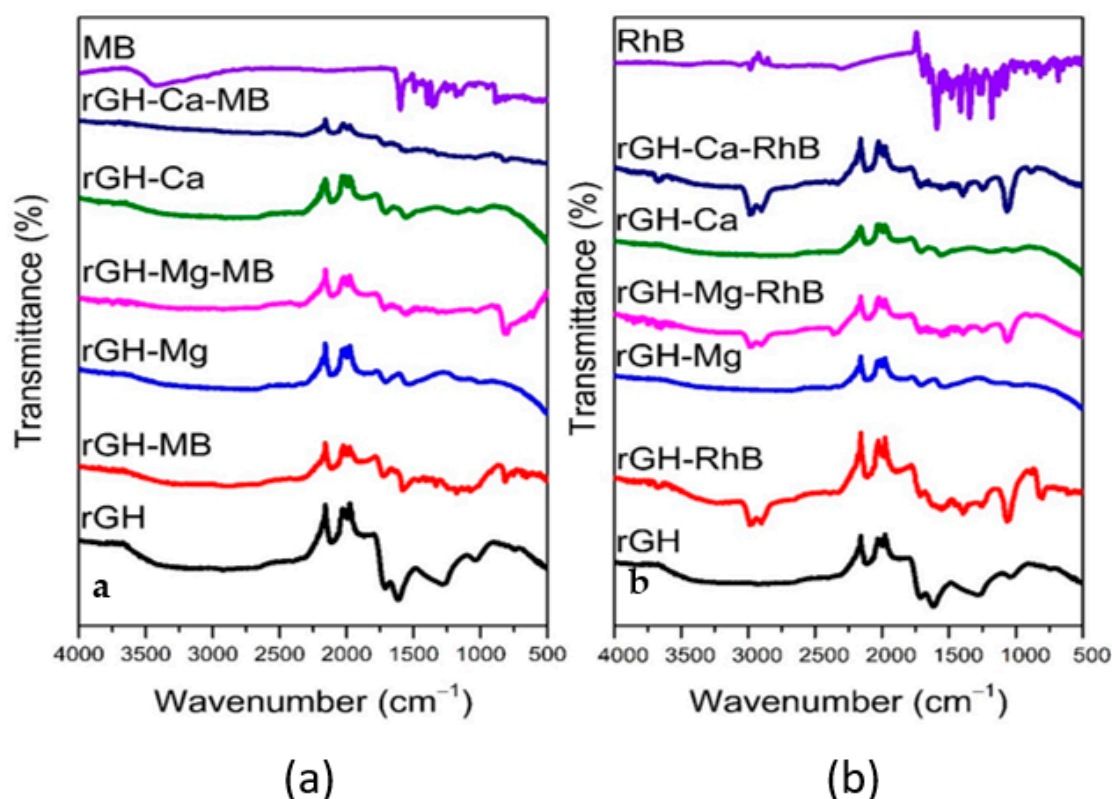 MB
rGH-Ca-MB
rGH-Ca
rGH-Mg-MB
rGH-Mg
rGH-MB
rGH
a
Transmittance (%)
4000 3500 3000 2500 2000 1500 1000 500
Wavenumber (cm⁻¹)
(a)
RhB
rGH-Ca-RhB
rGH-Ca
rGH-Mg-RhB
rGH-Mg
rGH-RhB
rGH
b
Transmittance (%)
4000 3500 3000 2500 2000 1500 1000 500
Wavenumber (cm⁻¹)
(b)